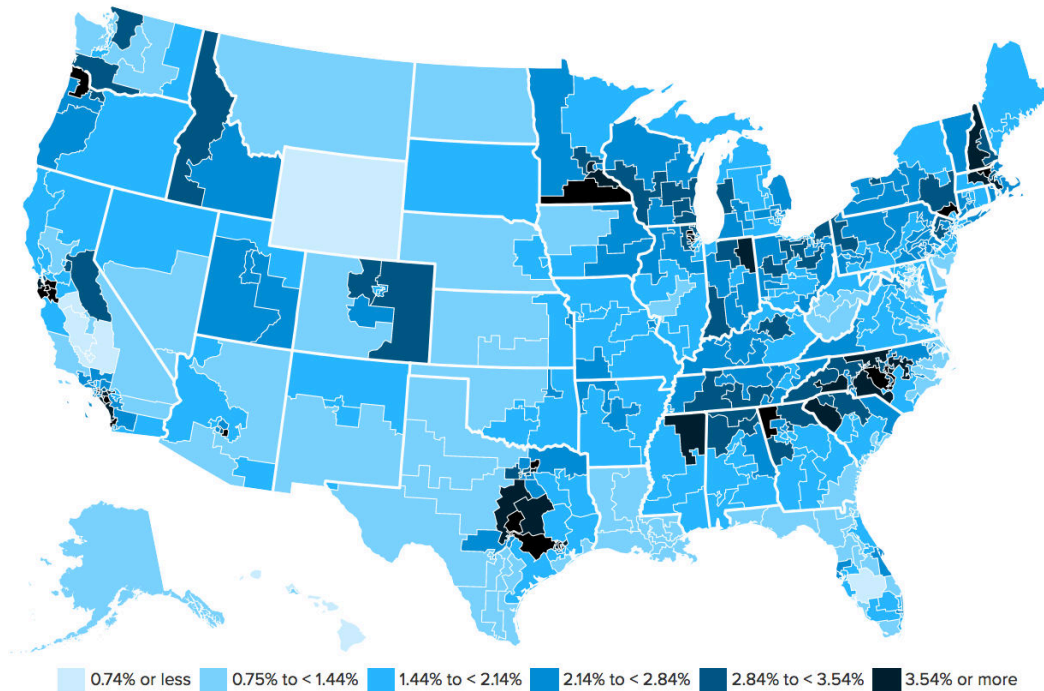 0.74% or less 0.75% to < 1.44% 1.44% to < 2.14% 2.14% to < 2.84% 2.84% to < 3.54% 3.54% or more